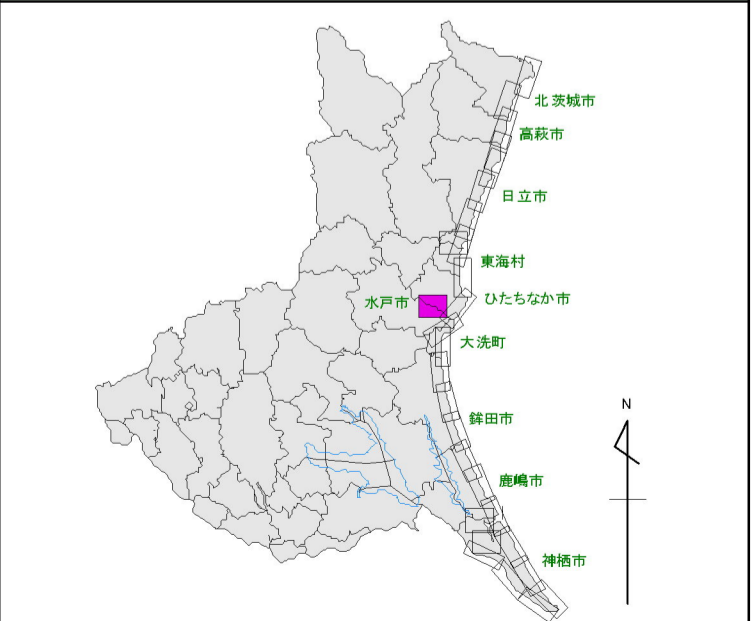 北茨城市
高萩市
日立市
東海村
水戸市
ひたちなか市
大洗町
N
鉾田市
鹿嶋市
神栖市